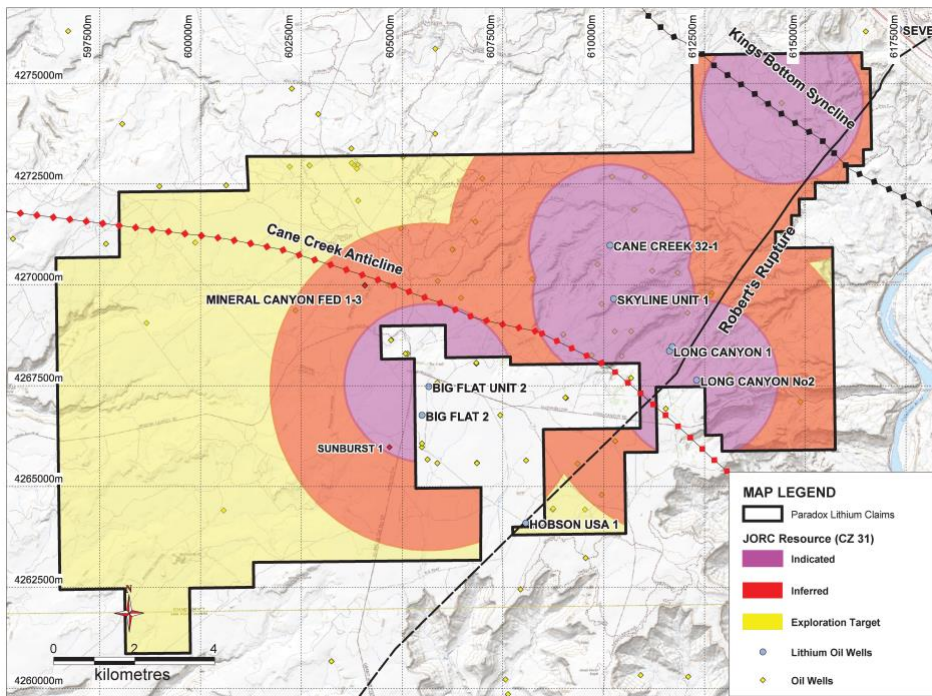 597500m
600000m
602500m
605000m
607500m
610000m
612500m
615000m
617500m
SEVE
4275000m
4272500m
4270000m
4267500m
4265000m
4262500m
4260000m
Kings Bottom Syncline
Cane Creek Anticline
Robert's Rupture
CANE CREEK 32-1
MINERAL CANYON FED 1-3
SKYLINE UNIT 1
LONG CANYON 1
LONG CANYON No2
BIG FLAT UNIT 2
BIG FLAT 2
SUNBURST 1
HOBSON USA 1
N
0 2 4
kilometres
MAP LEGEND
Paradox Lithium Claims
JORC Resource (CZ 31)
Indicated
Inferred
Exploration Target
Lithium Oil Wells
Oil Wells